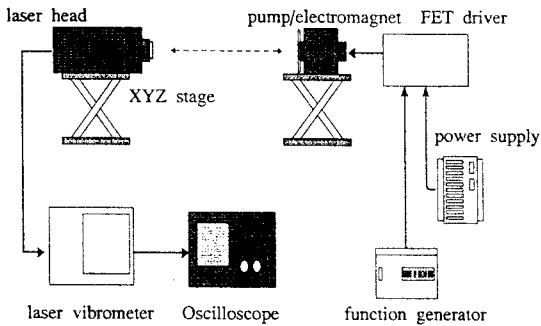 laser head
pump/electromagnet
FET driver
XYZ stage
power supply
laser vibrometer
Oscilloscope
function generator